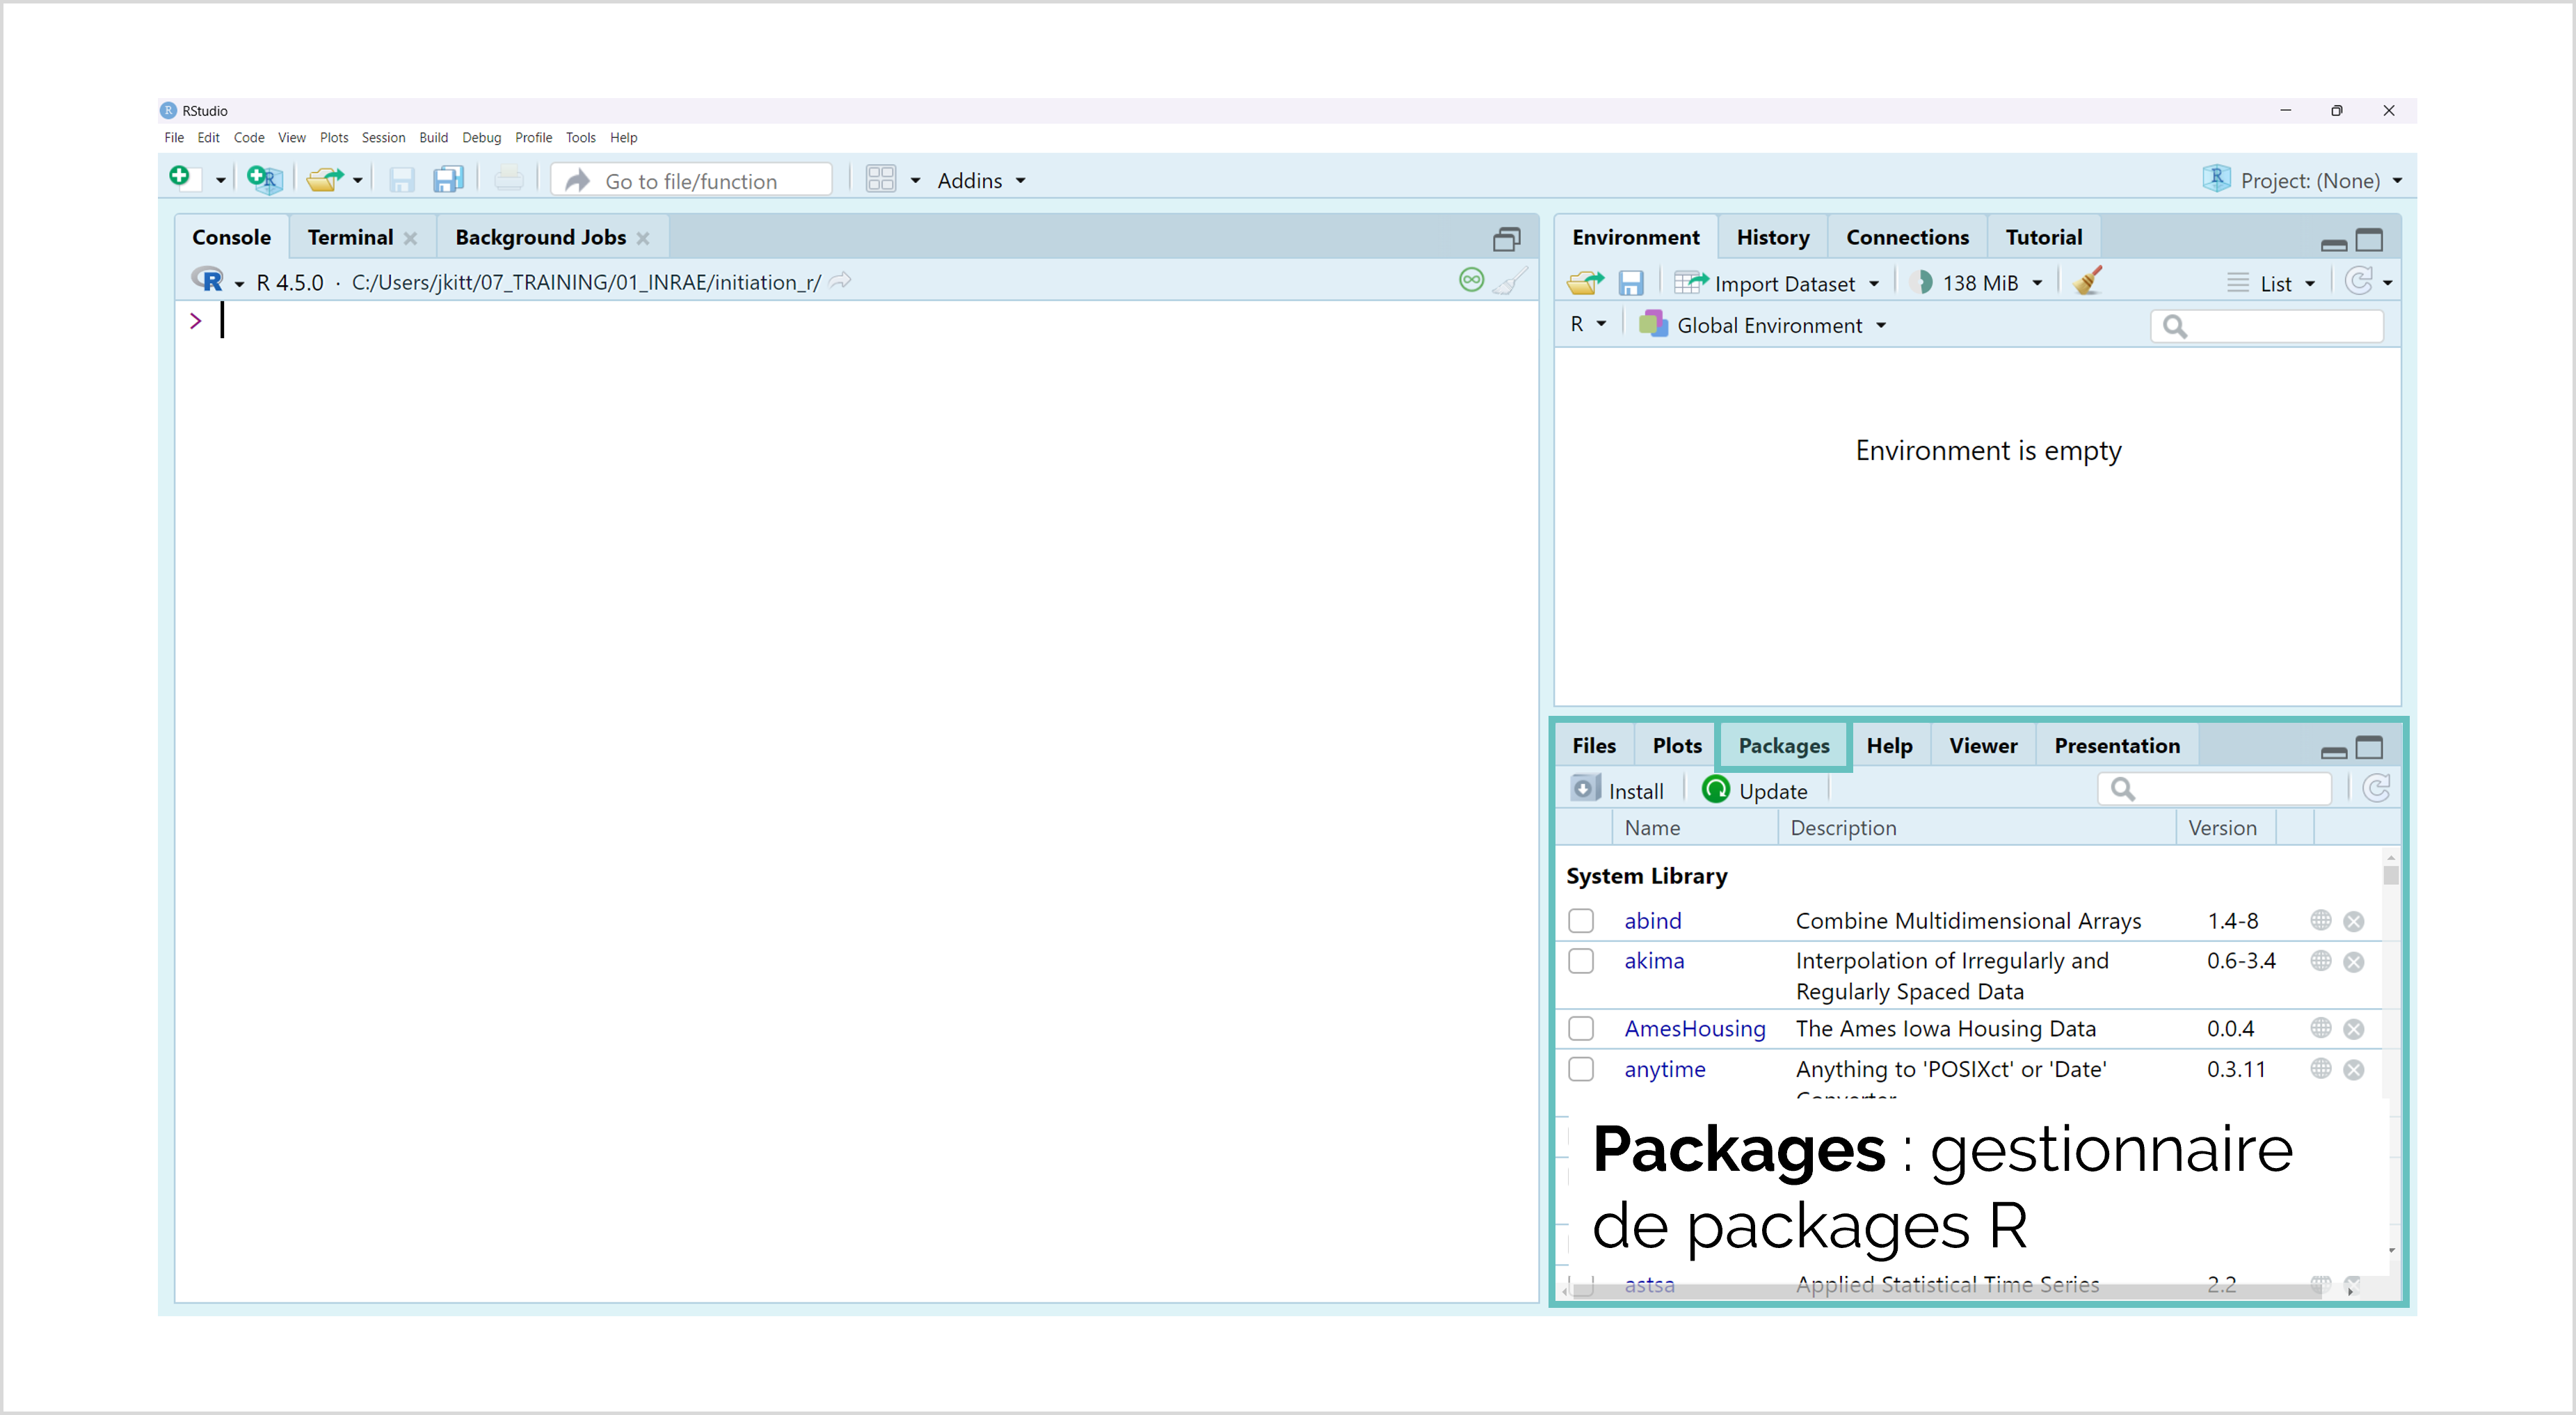 RStudio
File Edit Code View Plots Session Build Debug Profile Tools Help
Go to file/function Addins Project: (None)
Console Terminal Background Jobs
R 4.5.0 · C:/Users/jkitt/07_TRAINING/01_INRAE/initiation_r/
>
Environment History Connections Tutorial
Import Dataset 138 MiB List
R Global Environment
Environment is empty
Files Plots Packages Help Viewer Presentation
Install Update
Name Description Version
System Library
abind Combine Multidimensional Arrays 1.4-8
akima Interpolation of Irregularly and 0.6-3.4
Regularly Spaced Data
AmesHousing The Ames Iowa Housing Data 0.0.4
anytime Anything to 'POSIXct' or 'Date' 0.3.11
Packages : gestionnaire
de packages R
astsa Applied Statistical Time Series 2.2